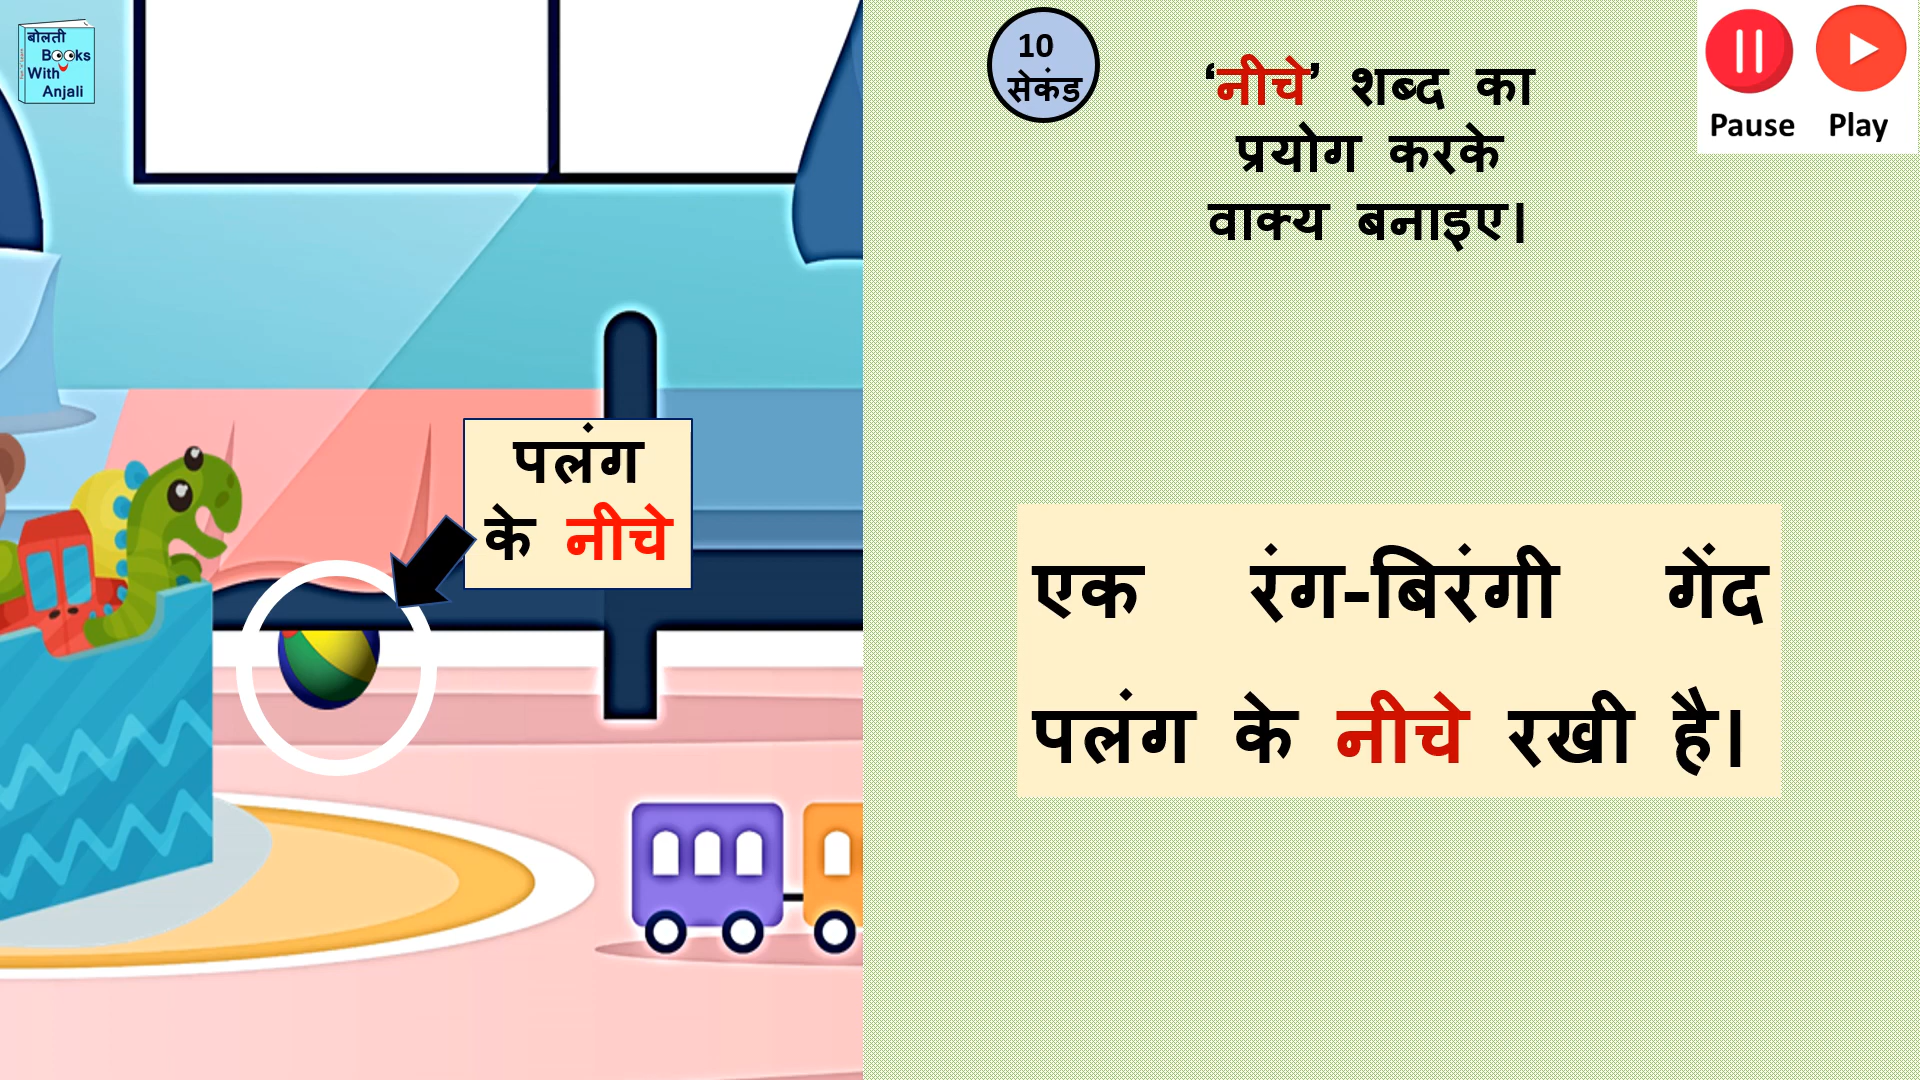 बोलती
Books
With
Anjali
10
सेकंड
‘नीचे’ शब्द का
प्रयोग करके
वाक्य बनाइए।
Pause Play
पलंग
के नीचे
एक रंग-बिरंगी गेंद
पलंग के नीचे रखी है।